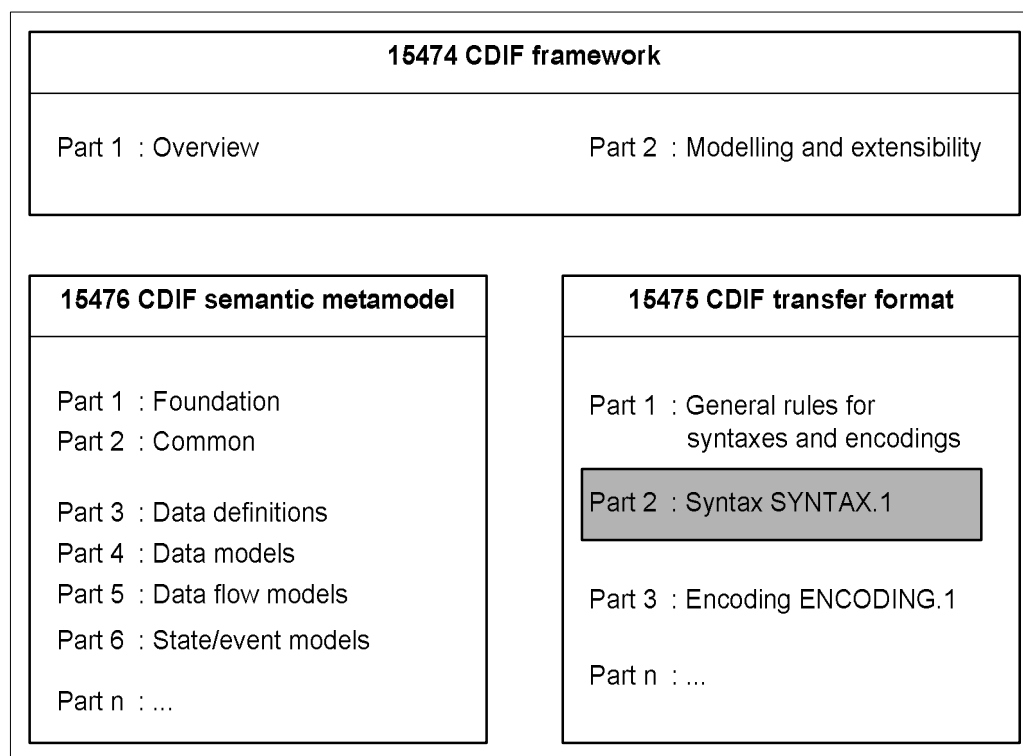 15474 CDIF framework
Part 1 : Overview
Part 2 : Modelling and extensibility
15476 CDIF semantic metamodel
Part 1 : Foundation
Part 2 : Common
Part 3 : Data definitions
Part 4 : Data models
Part 5 : Data flow models
Part 6 : State/event models
Part n : ...
15475 CDIF transfer format
Part 1 : General rules for
syntaxes and encodings
Part 2 : Syntax SYNTAX.1
Part 3 : Encoding ENCODING.1
Part n : ...